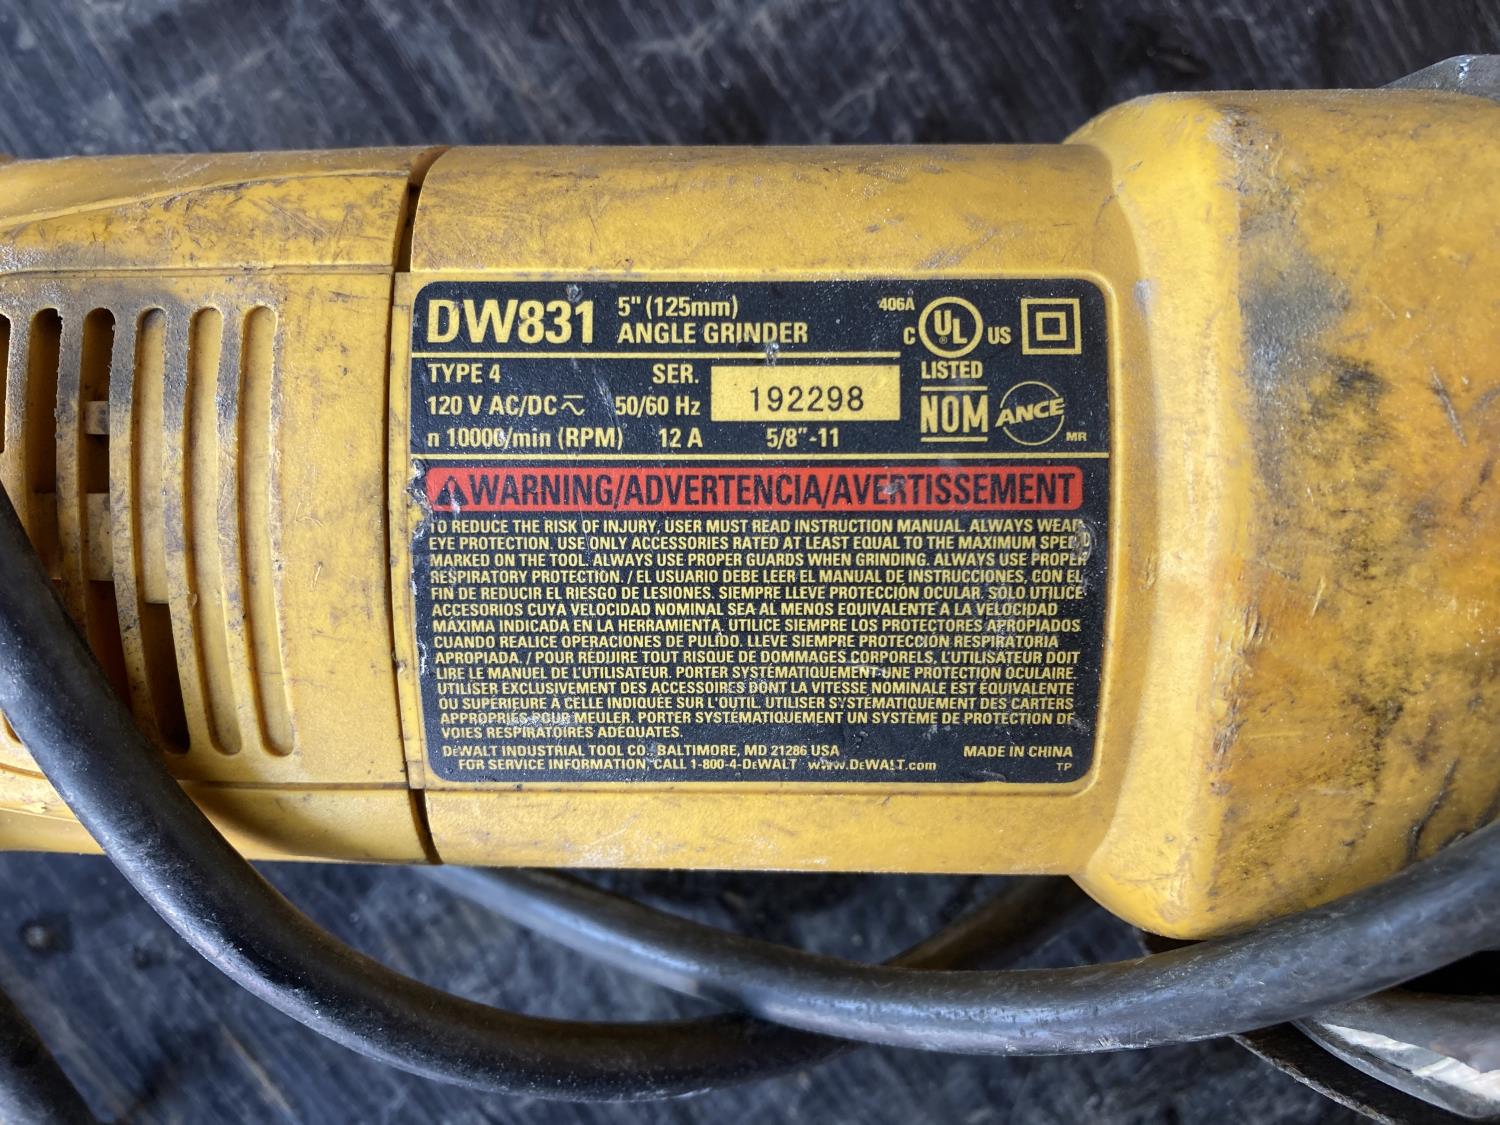 DW831 5" (125mm)
ANGLE GRINDER
406A
C UL US
LISTED
TYPE 4 SER. 192298
120 V AC/DC 50/60 Hz
n 10000/min (RPM) 12 A 5/8"-11
NOM ANCE
MR
WARNING/ADVERTENCIA/AVERTISSEMENT
TO REDUCE THE RISK OF INJURY, USER MUST READ INSTRUCTION MANUAL. ALWAYS WEAR
EYE PROTECTION. USE ONLY ACCESSORIES RATED AT LEAST EQUAL TO THE MAXIMUM SPEED
MARKED ON THE TOOL. ALWAYS USE PROPER GUARDS WHEN GRINDING. ALWAYS USE PROPER
RESPIRATORY PROTECTION. / EL USUARIO DEBE LEER EL MANUAL DE INSTRUCCIONES, CON EL
FIN DE REDUCIR EL RIESGO DE LESIONES. SIEMPRE LLEVE PROTECCIÓN OCULAR. SOLO UTILICE
ACCESORIOS CUYA VELOCIDAD NOMINAL SEA AL MENOS EQUIVALENTE A LA VELOCIDAD
MÁXIMA INDICADA EN LA HERRAMIENTA. UTILICE SIEMPRE LOS PROTECTORES APROPIADOS
CUANDO REALICE OPERACIONES DE PULIDO. LLEVE SIEMPRE PROTECCIÓN RESPIRATORIA
APROPIADA. / POUR RÉDUIRE TOUT RISQUE DE DOMMAGES CORPORELS, L'UTILISATEUR DOIT
LIRE LE MANUEL DE L'UTILISATEUR. PORTER SYSTÉMATIQUEMENT UNE PROTECTION OCULAIRE.
UTILISER EXCLUSIVEMENT DES ACCESSOIRES DONT LA VITESSE NOMINALE EST ÉQUIVALENTE
OU SUPÉRIEURE À CELLE INDIQUÉE SUR L'OUTIL. UTILISER SYSTÉMATIQUEMENT DES CARTERS
APPROPRIÉS POUR MEULER. PORTER SYSTÉMATIQUEMENT UN SYSTÈME DE PROTECTION DE
VOIES RESPIRATOIRES ADÉQUATES.
DEWALT INDUSTRIAL TOOL CO., BALTIMORE, MD 21286 USA MADE IN CHINA
FOR SERVICE INFORMATION, CALL 1-800-4-DEWALT www.DEWALT.com TP